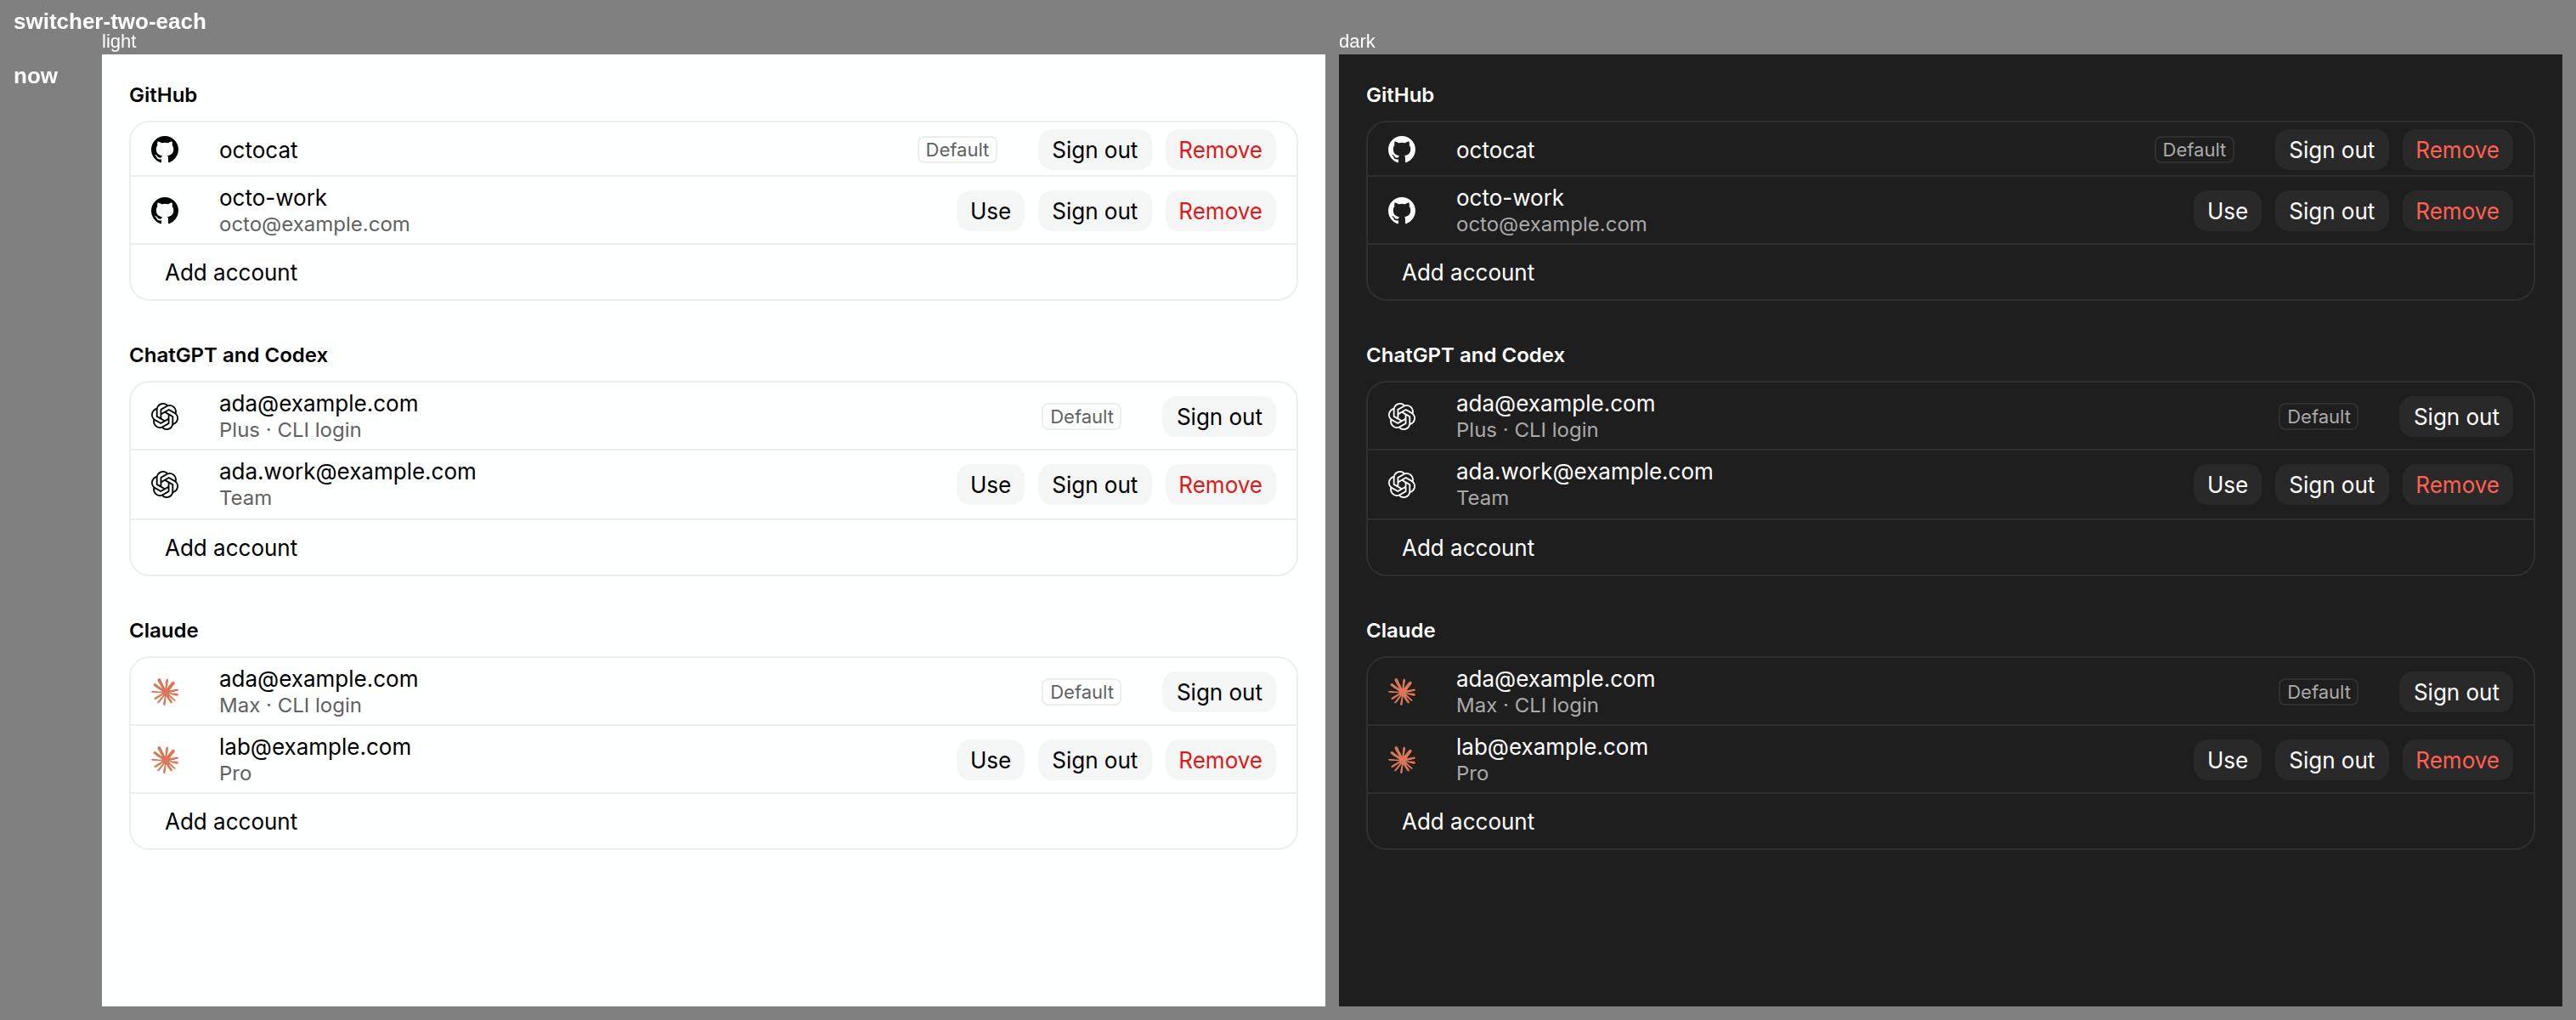 switcher-two-each
light
dark
now
GitHub
octocat Default Sign out Remove
octo-work
octo@example.com
Use Sign out Remove
Add account
ChatGPT and Codex
ada@example.com
Plus · CLI login
Default Sign out
ada.work@example.com
Team
Use Sign out Remove
Add account
Claude
ada@example.com
Max · CLI login
Default Sign out
lab@example.com
Pro
Use Sign out Remove
Add account
GitHub
octocat Default Sign out Remove
octo-work
octo@example.com
Use Sign out Remove
Add account
ChatGPT and Codex
ada@example.com
Plus · CLI login
Default Sign out
ada.work@example.com
Team
Use Sign out Remove
Add account
Claude
ada@example.com
Max · CLI login
Default Sign out
lab@example.com
Pro
Use Sign out Remove
Add account